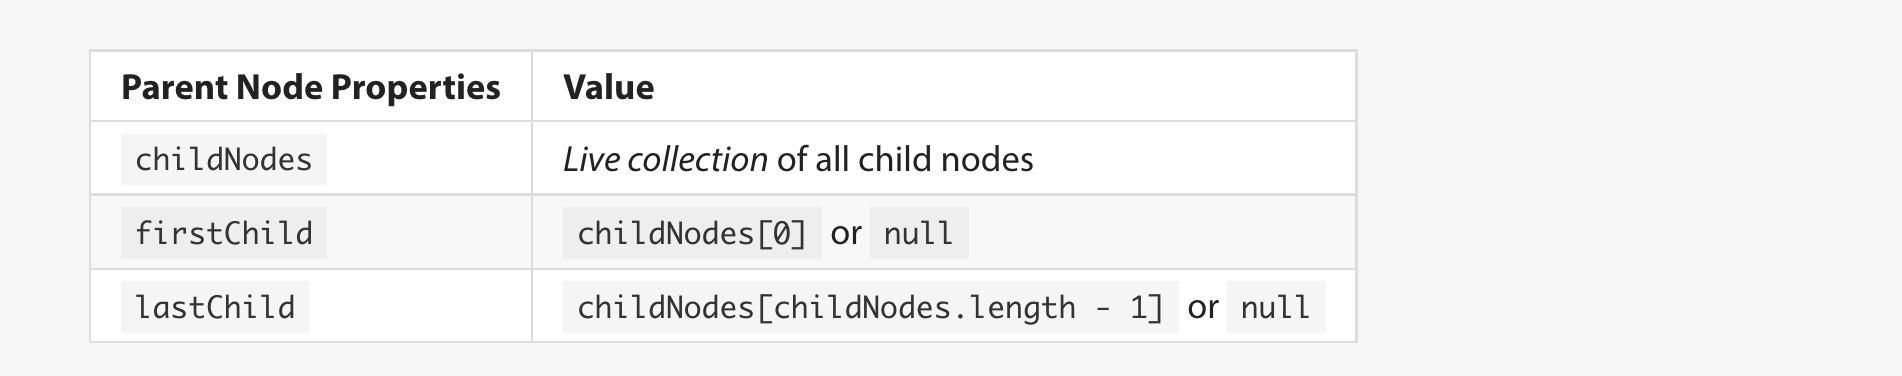 Parent Node Properties Value
childNodes Live collection of all child nodes
firstChild childNodes[0] or null
lastChild childNodes[childNodes.length - 1] or null